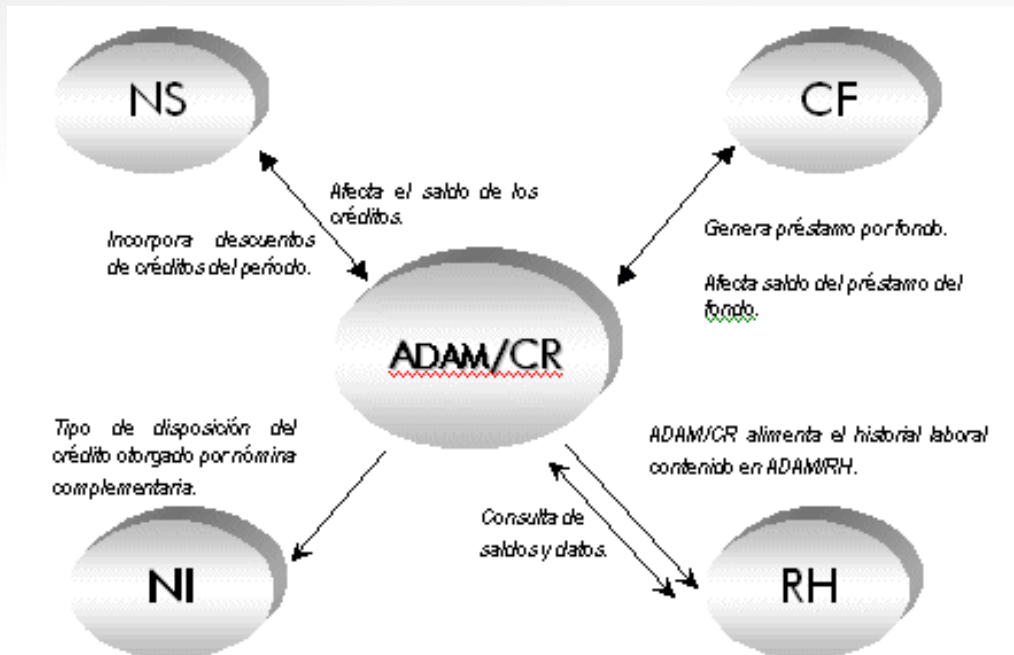 NS
CF
Afecta el saldo de los
créditos.
Incorpora descuentos
de créditos del período.
Genera préstamo por fondo.
Afecta saldo del préstamo del
fondo.
ADAM/CR
Tipo de disposición del
crédito otorgado por nómina
complementaria.
ADAM/CR alimenta el historial laboral
contenido en ADAM/RH.
Consulta de
saldos y datos.
NI
RH